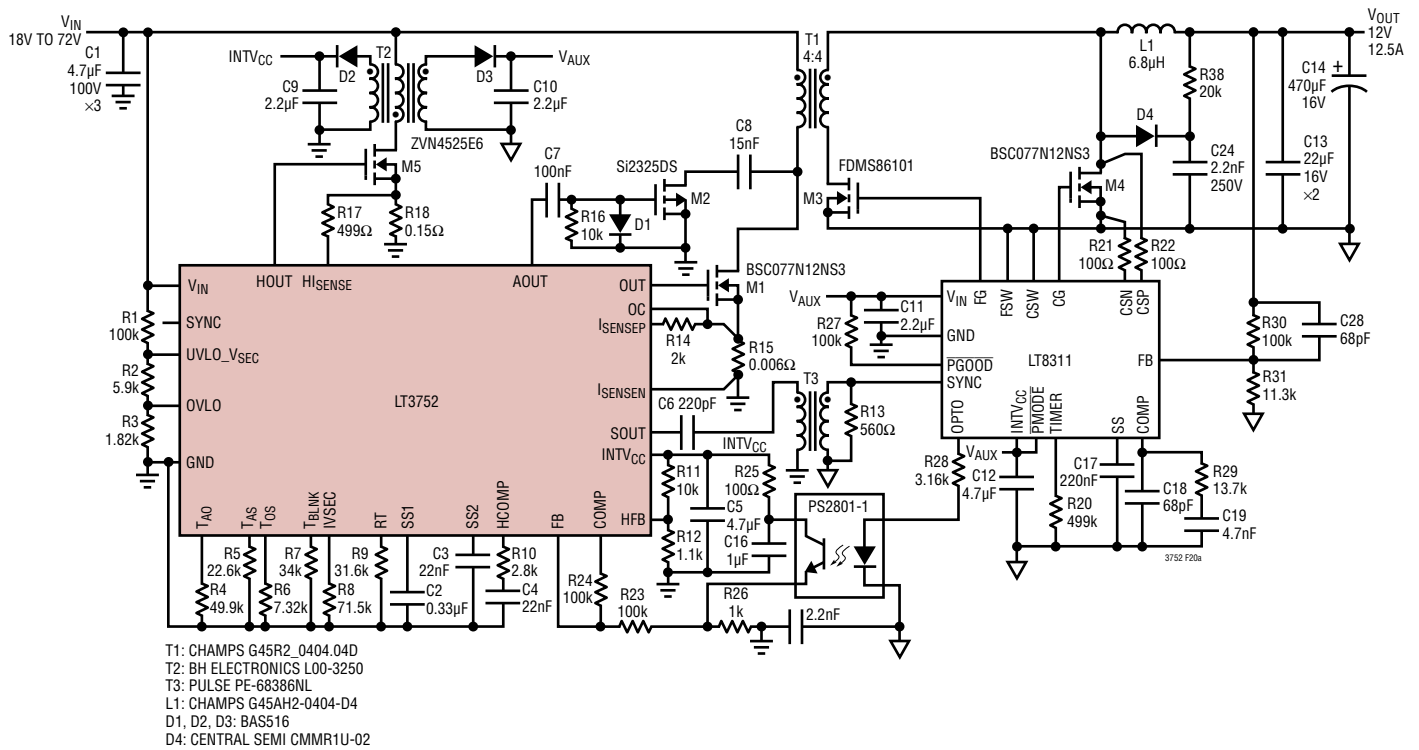 VIN
18V TO 72V
C1
4.7µF
100V
×3
INTVCC
D2
T2
D3
VAUX
C9
2.2µF
C10
2.2µF
ZVN4525E6
M5
R17
499Ω
R18
0.15Ω
C7
100nF
Si2325DS
C8
15nF
M2
R16
10k
D1
T1
4:4
FDMS86101
M3
L1
6.8µH
VOUT
12V
12.5A
R38
20k
C14
+
470µF
16V
D4
BSC077N12NS3
M4
C24
2.2nF
250V
C13
22µF
16V
×2
R21
100Ω
R22
100Ω
BSC077N12NS3
M1
R14
2k
R15
0.006Ω
HOUT
HISENSE
AOUT
OUT
OC
ISENSEP
ISENSEN
SOUT
INTVCC
HFB
VIN
SYNC
UVLO_VSEC
OVLO
GND
LT3752
TAO
TAS
TOS
TBLNK
IVSEC
RT
SS1
SS2
HCOMP
FB
COMP
R1
100k
R2
5.9k
R3
1.82k
R5
22.6k
R4
49.9k
R6
7.32k
R7
34k
R8
71.5k
R9
31.6k
C2
0.33µF
C3
22nF
R10
2.8k
C4
22nF
R24
100k
R23
100k
R26
1k
2.2nF
C6 220pF
T3
R13
560Ω
INTVCC
R11
10k
R12
1.1k
C5
4.7µF
R25
100Ω
C16
1µF
PS2801-1
VAUX
R27
100k
C11
2.2µF
VIN
FG
FSW
CSW
CG
CSN
CSP
GND
PGOOD
SYNC
LT8311
FB
OPTO
INTVCC
PMODE
TIMER
SS
COMP
R30
100k
C28
68pF
R31
11.3k
R28
3.16k
VAUX
C12
4.7µF
R20
499k
C17
220nF
C18
68pF
R29
13.7k
C19
4.7nF
3752 F20a
T1: CHAMPS G45R2_0404.04D
T2: BH ELECTRONICS L00-3250
T3: PULSE PE-68386NL
L1: CHAMPS G45AH2-0404-D4
D1, D2, D3: BAS516
D4: CENTRAL SEMI CMMR1U-02